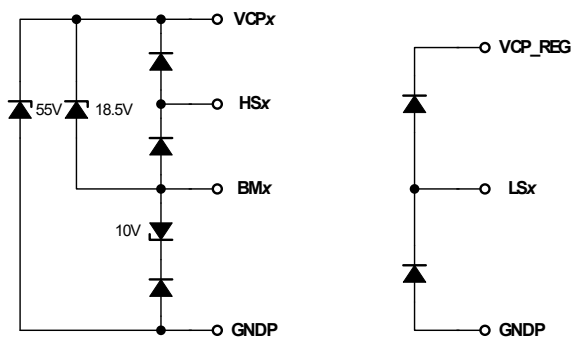 VCPx
VCP_REG
55V
18.5V
HSx
BMx
LSx
10V
GNDP
GNDP